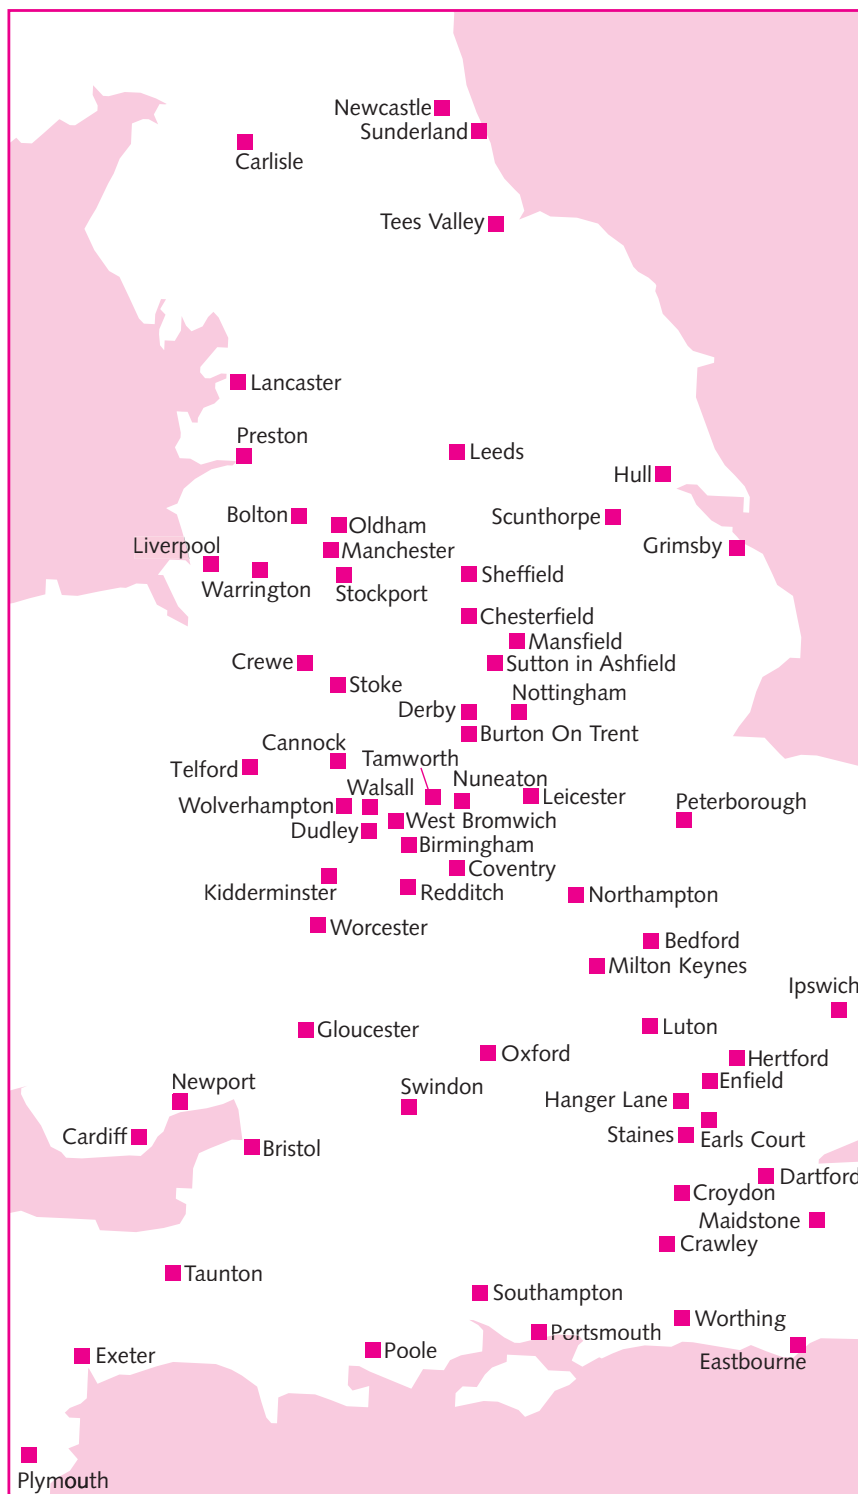 Newcastle
Sunderland
Carlisle
Tees Valley
Lancaster
Preston
Leeds
Hull
Bolton
Oldham
Scunthorpe
Liverpool
Manchester
Grimsby
Warrington
Stockport
Sheffield
Chesterfield
Mansfield
Crewe
Sutton in Ashfield
Stoke
Nottingham
Derby
Burton On Trent
Cannock
Tamworth
Telford
Nuneaton
Walsall
Leicester
Wolverhampton
Peterborough
West Bromwich
Dudley
Birmingham
Coventry
Kidderminster
Redditch
Northampton
Worcester
Bedford
Milton Keynes
Ipswich
Gloucester
Luton
Oxford
Hertford
Enfield
Newport
Swindon
Hanger Lane
Cardiff
Staines
Earls Court
Bristol
Dartford
Croydon
Maidstone
Crawley
Taunton
Southampton
Worthing
Portsmouth
Poole
Exeter
Eastbourne
Plymouth